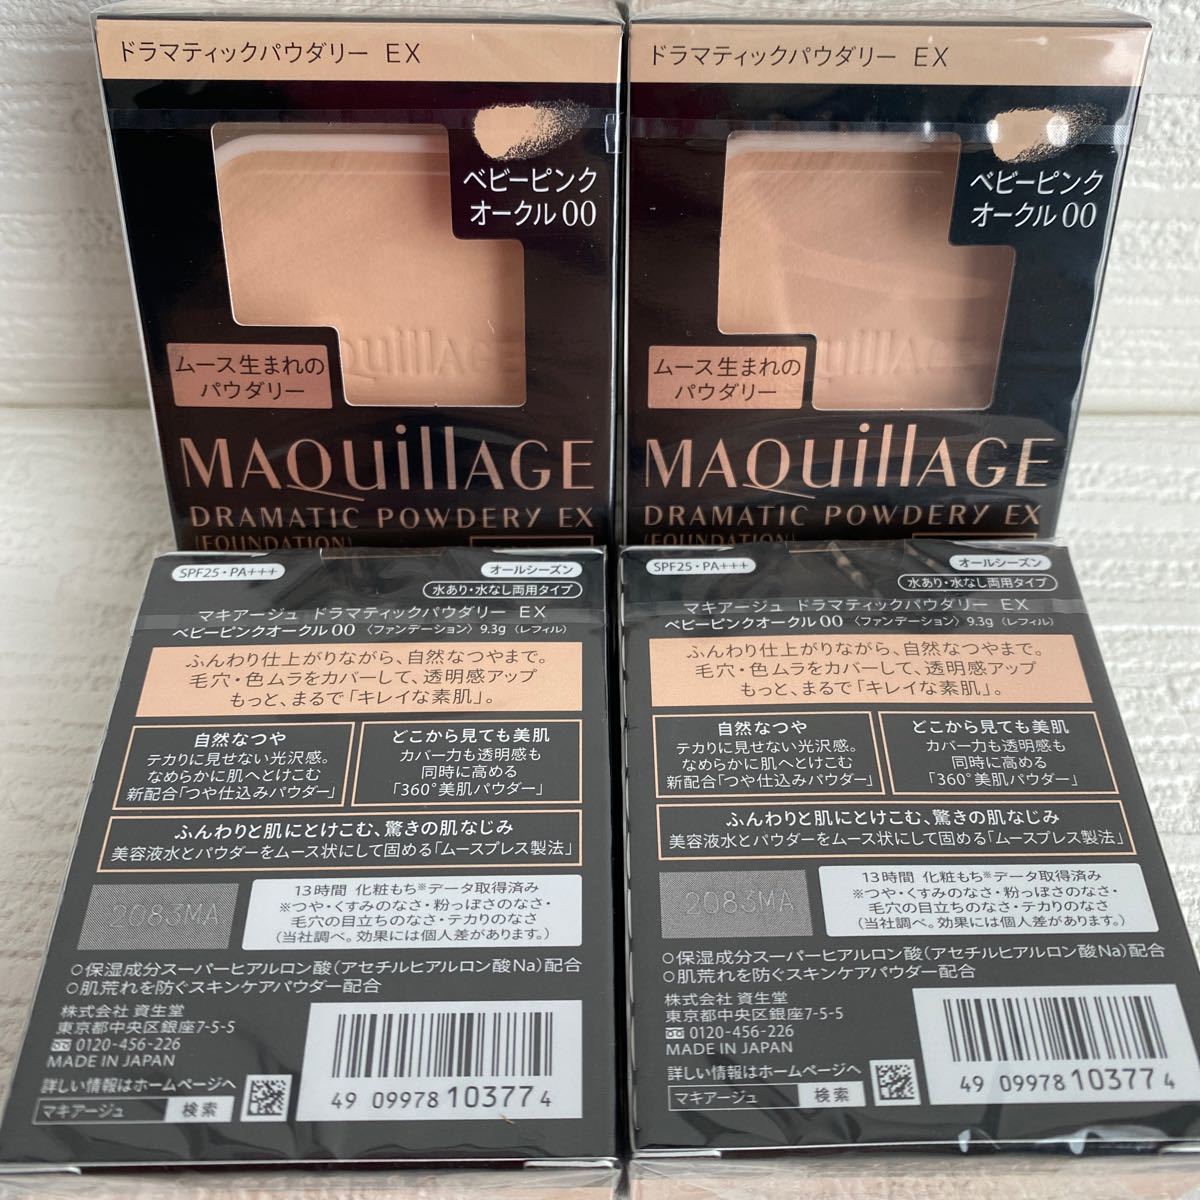 ドラマティックパウダリー EX
ベビーピンク
オークル00
QuillAGE
ムース生まれの
パウダリー
MAQuillAGE
DRAMATIC POWDERY EX
(FOUNDATION)
ドラマティックパウダリー EX
ベビーピンク
オークル00
QuillAGE
ムース生まれの
パウダリー
MAQuillAGE
DRAMATIC POWDERY EX
(FOUNDATION)
SPF25・PA+++
オールシーズン
水あり・水なし両用タイプ
マキアージュ ドラマティックパウダリー EX
ベビーピンクオークル00 〈ファンデーション〉 9.3g 〈レフィル〉
ふんわり仕上がりながら、自然なつやまで。
毛穴・色ムラをカバーして、透明感アップ
もっと、まるで「キレイな素肌」。
自然なつや
テカりに見せない光沢感。
なめらかに肌へとけこむ
新配合「つや仕込みパウダー」
どこから見ても美肌
カバー力も透明感も
同時に高める
「360°美肌パウダー」
ふんわりと肌にとけこむ、驚きの肌なじみ
美容液水とパウダーをムース状にして固める「ムースプレス製法」
2083MA
13時間 化粧もち※データ取得済み
※つや・くすみのなさ・粉っぽさのなさ・
毛穴の目立ちのなさ・テカりのなさ
(当社調べ。効果には個人差があります。)
○保湿成分スーパーヒアルロン酸(アセチルヒアルロン酸Na)配合
○肌荒れを防ぐスキンケアパウダー配合
株式会社 資生堂
東京都中央区銀座7-5-5
0120-456-226
MADE IN JAPAN
詳しい情報はホームページへ
マキアージュ 検索
49 09978 10377 4
SPF25・PA+++
オールシーズン
水あり・水なし両用タイプ
マキアージュ ドラマティックパウダリー EX
ベビーピンクオークル00 〈ファンデーション〉 9.3g 〈レフィル〉
ふんわり仕上がりながら、自然なつやまで。
毛穴・色ムラをカバーして、透明感アップ
もっと、まるで「キレイな素肌」。
自然なつや
テカりに見せない光沢感。
なめらかに肌へとけこむ
新配合「つや仕込みパウダー」
どこから見ても美肌
カバー力も透明感も
同時に高める
「360°美肌パウダー」
ふんわりと肌にとけこむ、驚きの肌なじみ
美容液水とパウダーをムース状にして固める「ムースプレス製法」
2083MA
13時間 化粧もち※データ取得済み
※つや・くすみのなさ・粉っぽさのなさ・
毛穴の目立ちのなさ・テカりのなさ
(当社調べ。効果には個人差があります。)
○保湿成分スーパーヒアルロン酸(アセチルヒアルロン酸Na)配合
○肌荒れを防ぐスキンケアパウダー配合
株式会社 資生堂
東京都中央区銀座7-5-5
0120-456-226
MADE IN JAPAN
詳しい情報はホームページへ
マキアージュ 検索
49 09978 10377 4